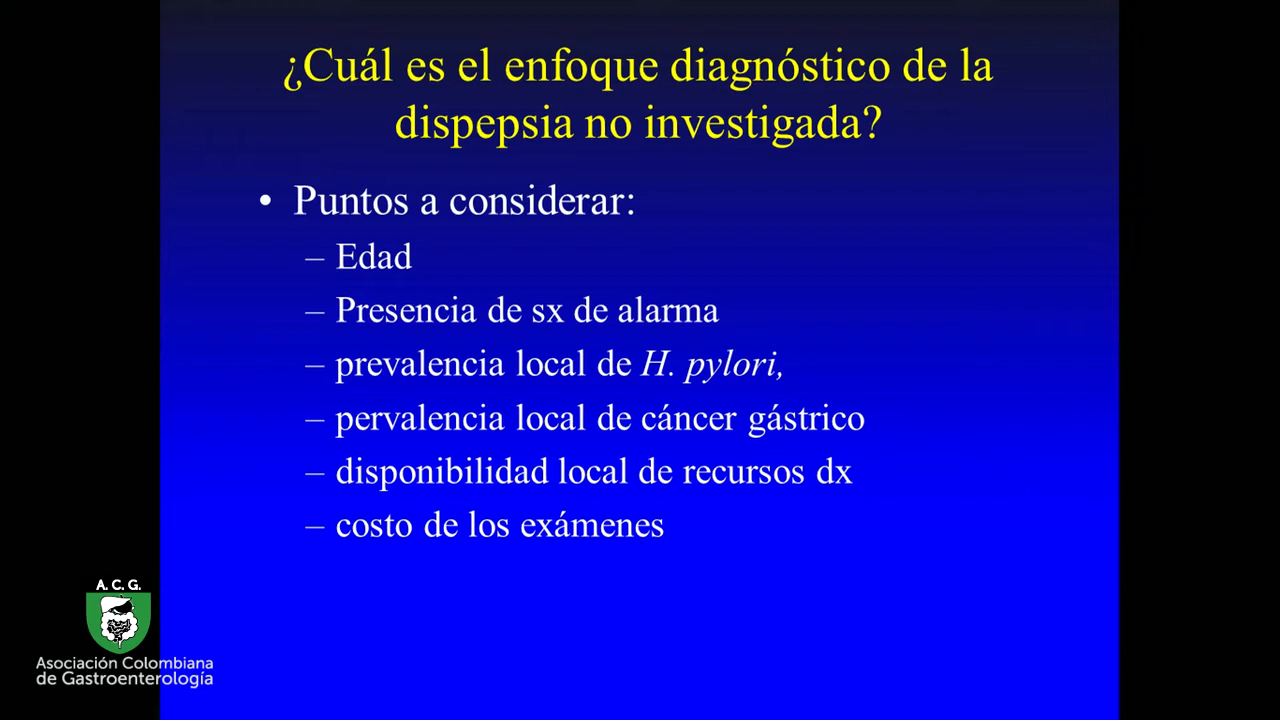 ¿Cuál es el enfoque diagnóstico de la
dispepsia no investigada?
• Puntos a considerar:
– Edad
– Presencia de sx de alarma
– prevalencia local de H. pylori,
– pervalencia local de cáncer gástrico
– disponibilidad local de recursos dx
– costo de los exámenes
A. C. G.
Asociación Colombiana
de Gastroenterología